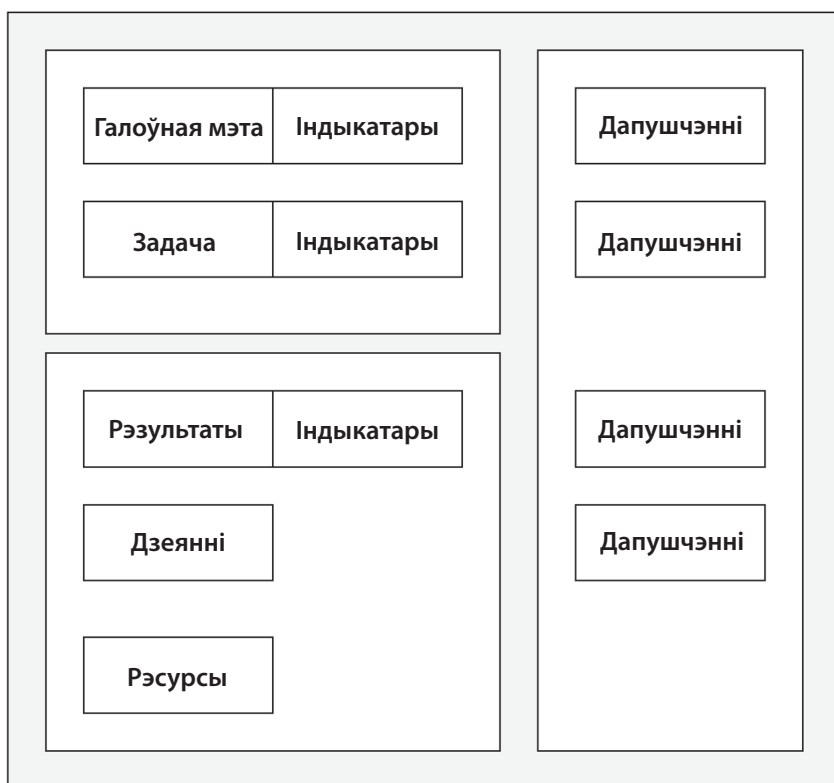 Галоўная мэта Індыкатары Дапушчэнні
Задача Індыкатары Дапушчэнні
Рэзультаты Індыкатары Дапушчэнні
Дзеянні Дапушчэнні
Рэсурсы